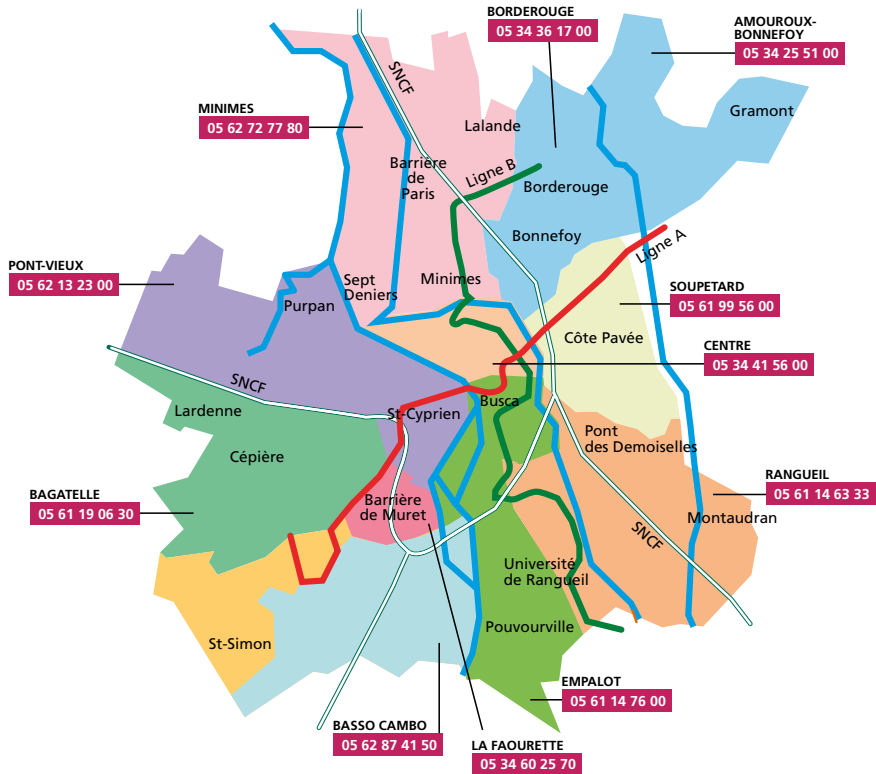 BORDEROUGE
05 34 36 17 00
AMOUROUX-
BONNEFOY
05 34 25 51 00
SNCF
MINIMES
05 62 72 77 80
Gramont
Lalande
Barrière
de
Paris
Ligne B
Borderouge
Bonnefoy
Ligne A
PONT-VIEUX
05 62 13 23 00
Sept
Deniers
Minimes
Purpan
SOUPETARD
05 61 99 56 00
Côte Pavée
CENTRE
05 34 41 56 00
SNCF
Lardenne
St-Cyprien
Busca
Pont
des Demoiselles
Cépière
RANGUEIL
05 61 14 63 33
BAGATELLE
05 61 19 06 30
Barrière
de Muret
Montaudran
SNCF
Université
de Rangueil
St-Simon
Pouvourville
EMPALOT
05 61 14 76 00
BASSO CAMBO
05 62 87 41 50
LA FAOURETTE
05 34 60 25 70